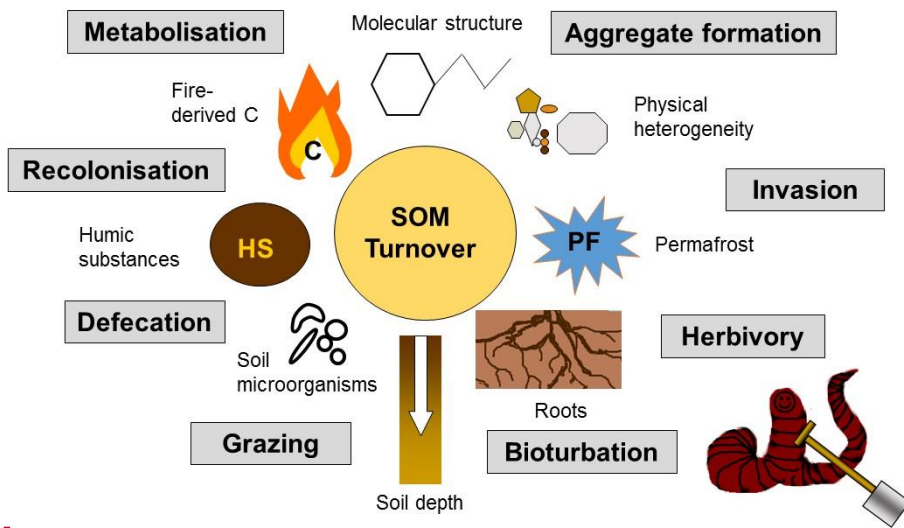 Metabolisation
Molecular structure
Aggregate formation
Fire-
derived C
C
Physical
heterogeneity
Recolonisation
SOM
Turnover
Invasion
Humic
substances
HS
PF
Permafrost
Defecation
Soil
microorganisms
Herbivory
Roots
Grazing
Bioturbation
Soil depth